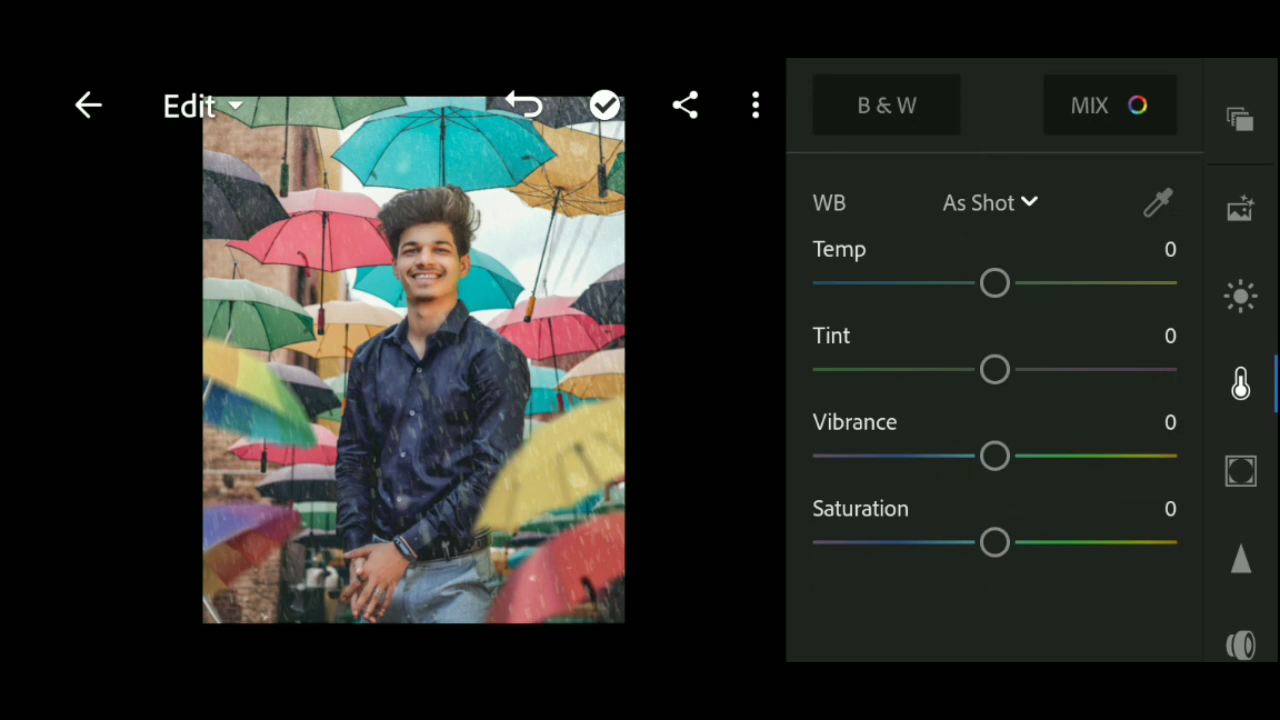 Edit
B & W
MIX
WB As Shot
Temp 0
Tint 0
Vibrance 0
Saturation 0